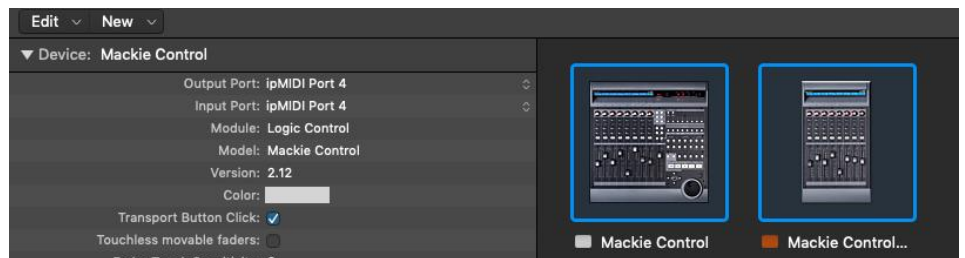 Edit New
Device: Mackie Control
Output Port: ipMIDI Port 4
Input Port: ipMIDI Port 4
Module: Logic Control
Model: Mackie Control
Version: 2.12
Color:
Transport Button Click:
Touchless movable faders:
Mackie Control
Mackie Control...